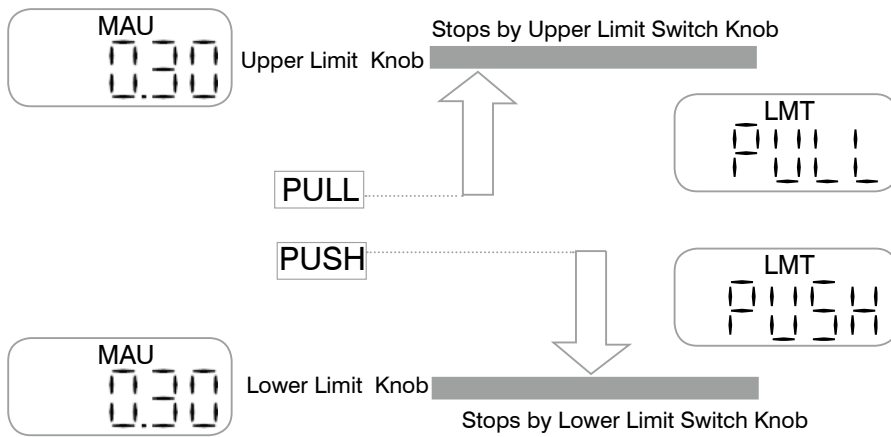 MAU
0.30
Upper Limit Knob
Stops by Upper Limit Switch Knob
LMT
PULL
PULL
PUSH
LMT
PUSH
MAU
0.30
Lower Limit Knob
Stops by Lower Limit Switch Knob